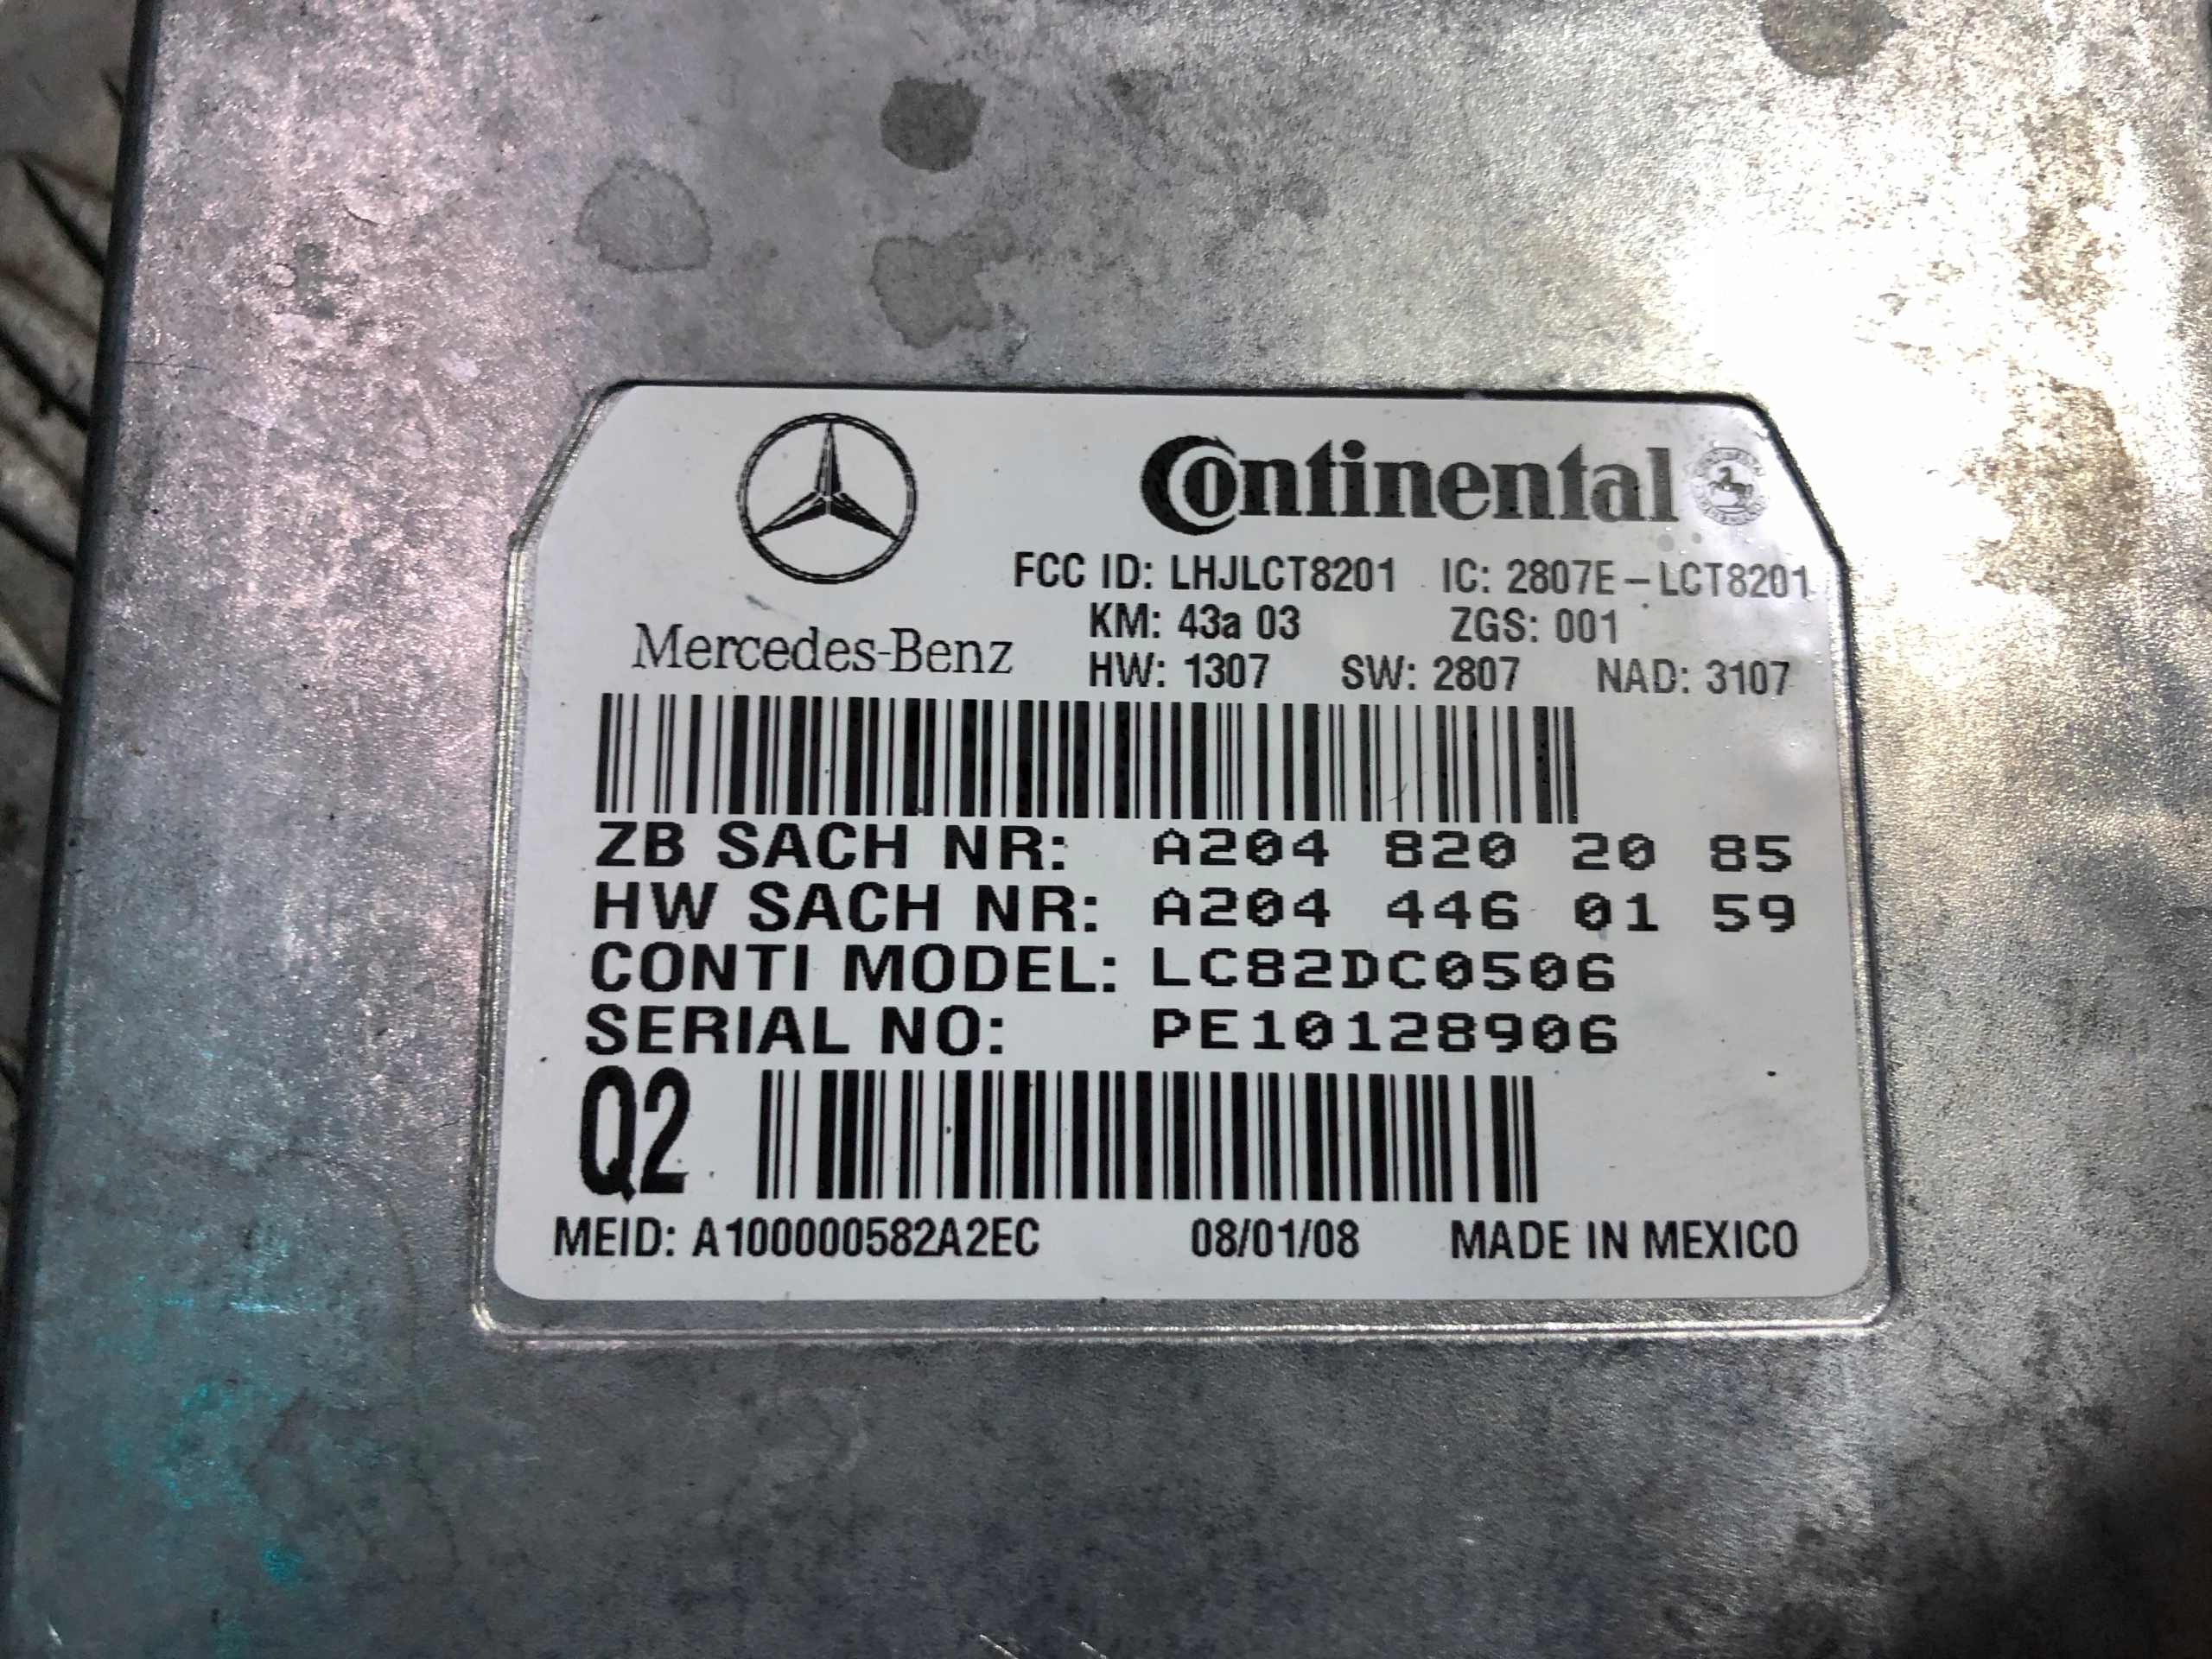 Continental
FCC ID: LHJLCT8201 IC: 2807E-LCT8201
KM: 43a 03 ZGS: 001
Mercedes-Benz
HW: 1307 SW: 2807 NAD: 3107
ZB SACH NR: A204 820 20 85
HW SACH NR: A204 446 01 59
CONTI MODEL: LC82DC0506
SERIAL NO: PE10128906
Q2
MEID: A100000582A2EC 08/01/08 MADE IN MEXICO